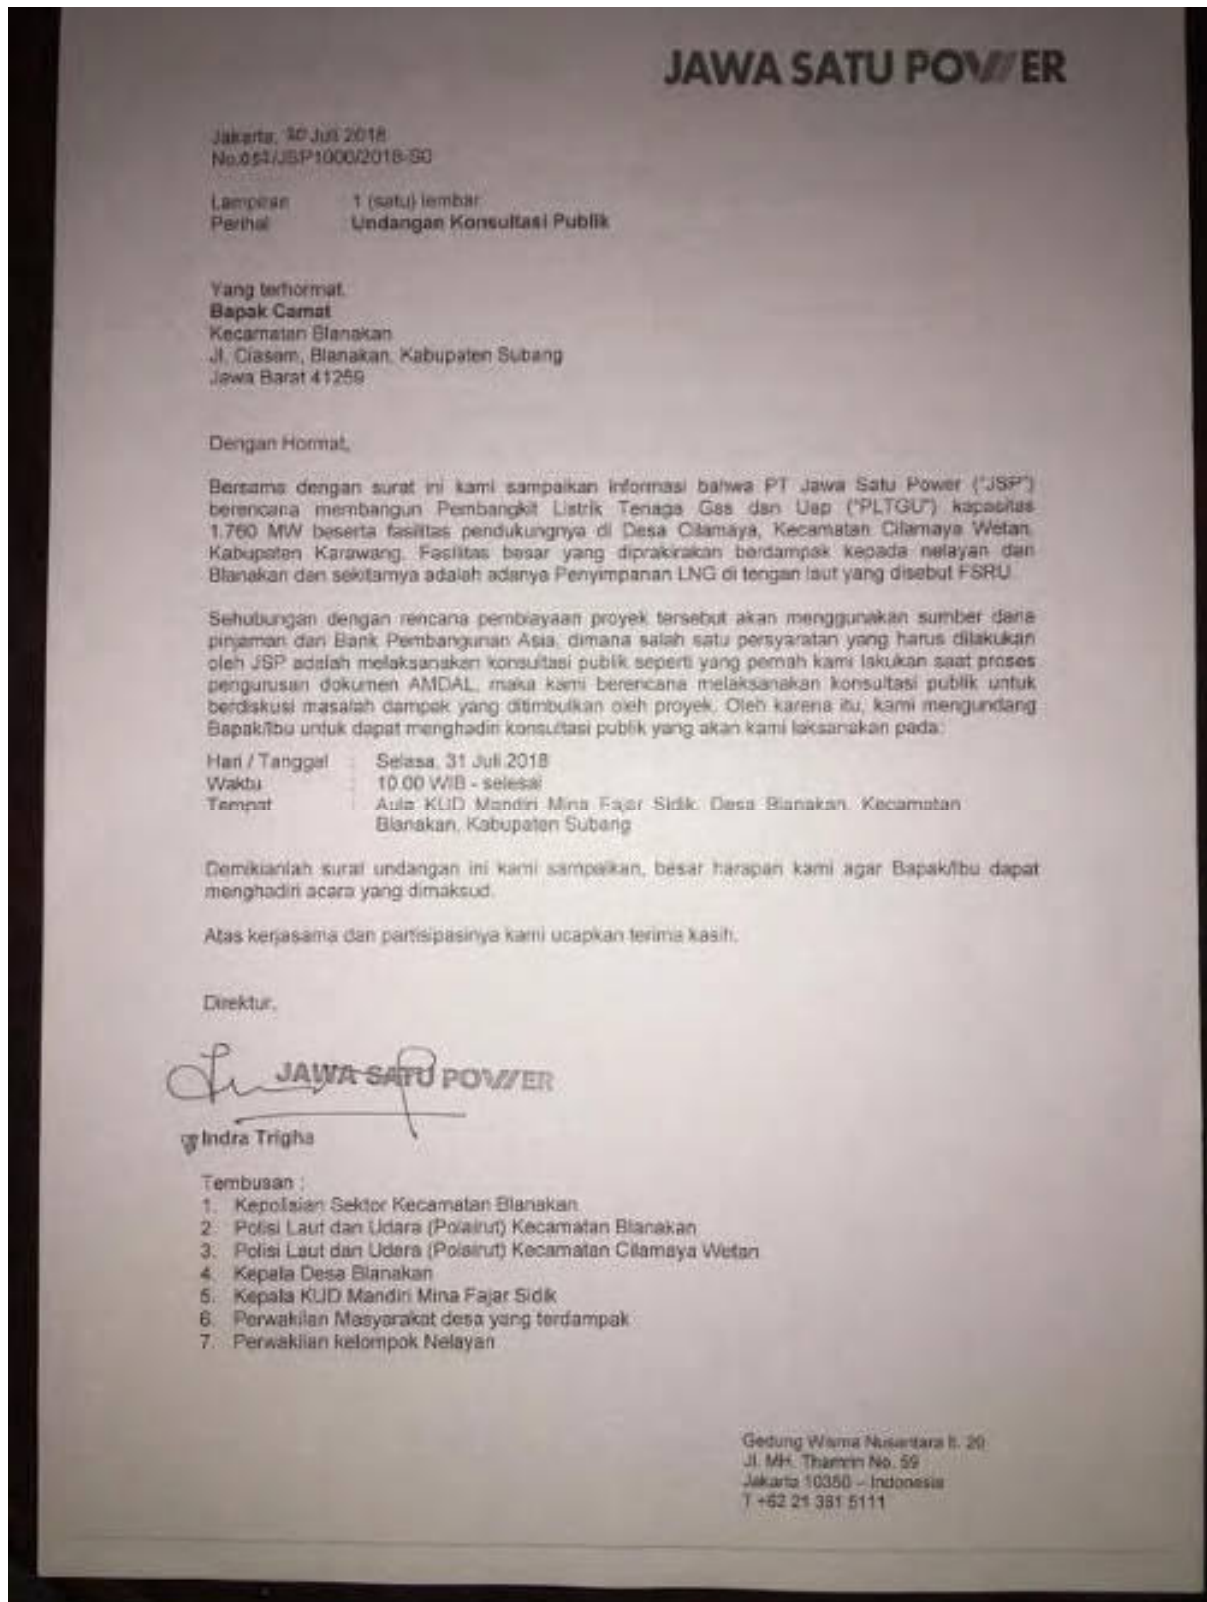 JAWA SATU POWER
Jakarta, 30 Juli 2018
/JSP1000/2018-S0
Lampiran 1 (satu) lembar
Perihal Undangan Konsultasi Publik
Yang terhormat,
Bapak Camat
Kecamatan Blanakan
Jl. Ciasem, Blanakan, Kabupaten Subang
Jawa Barat 41259
Dengan Hormat,
Bersama dengan surat ini kami sampaikan informasi bahwa PT Jawa Satu Power ("JSP")
berencana membangun Pembangkit Listrik Tenaga Gas dan Uap ("PLTGU") kapasitas
1.760 MW beserta fasilitas pendukungnya di Desa Cilamaya, Kecamatan Cilamaya Wetan,
Kabupaten Karawang. Fasilitas besar yang diprakirakan berdampak kepada nelayan dari
Blanakan dan sekitarnya adalah adanya Penyimpanan LNG di tengan laut yang disebut FSRU.
Sehubungan dengan rencana pembiayaan proyek tersebut akan menggunakan sumber dana
pinjaman dari Bank Pembangunan Asia, dimana salah satu persyaratan yang harus dilakukan
oleh JSP adalah melaksanakan konsultasi publik seperti yang pernah kami lakukan saat proses
pengurusan dokumen AMDAL, maka kami berencana melaksanakan konsultasi publik untuk
berdiskusi masalah dampak yang ditimbulkan oleh proyek. Oleh karena itu, kami mengundang
Bapak/Ibu untuk dapat menghadiri konsultasi publik yang akan kami laksanakan pada:
Hari / Tanggal : Selasa, 31 Juli 2018
Waktu : 10.00 WIB - selesai
Tempat : Aula KUD Mandiri Mina Fajar Sidik, Desa Blanakan, Kecamatan
Blanakan, Kabupaten Subang
Demikianlah surat undangan ini kami sampaikan, besar harapan kami agar Bapak/Ibu dapat
menghadiri acara yang dimaksud.
Atas kerjasama dan partisipasinya kami ucapkan terima kasih.
Direktur,
JAWA SATU POWER
Indra Trigha
Tembusan :
1. Kepolisian Sektor Kecamatan Blanakan
2. Polisi Laut dan Udara (Polairut) Kecamatan Blanakan
3. Polisi Laut dan Udara (Polairut) Kecamatan Cilamaya Wetan
4. Kepala Desa Blanakan
5. Kepala KUD Mandiri Mina Fajar Sidik
6. Perwakilan Masyarakat desa yang terdampak
7. Perwakilan kelompok Nelayan
Gedung Wisma Nusantara lt. 20
Jl. MH. Thamrin No. 59
Jakarta 10350 – Indonesia
T +62 21 391 5111